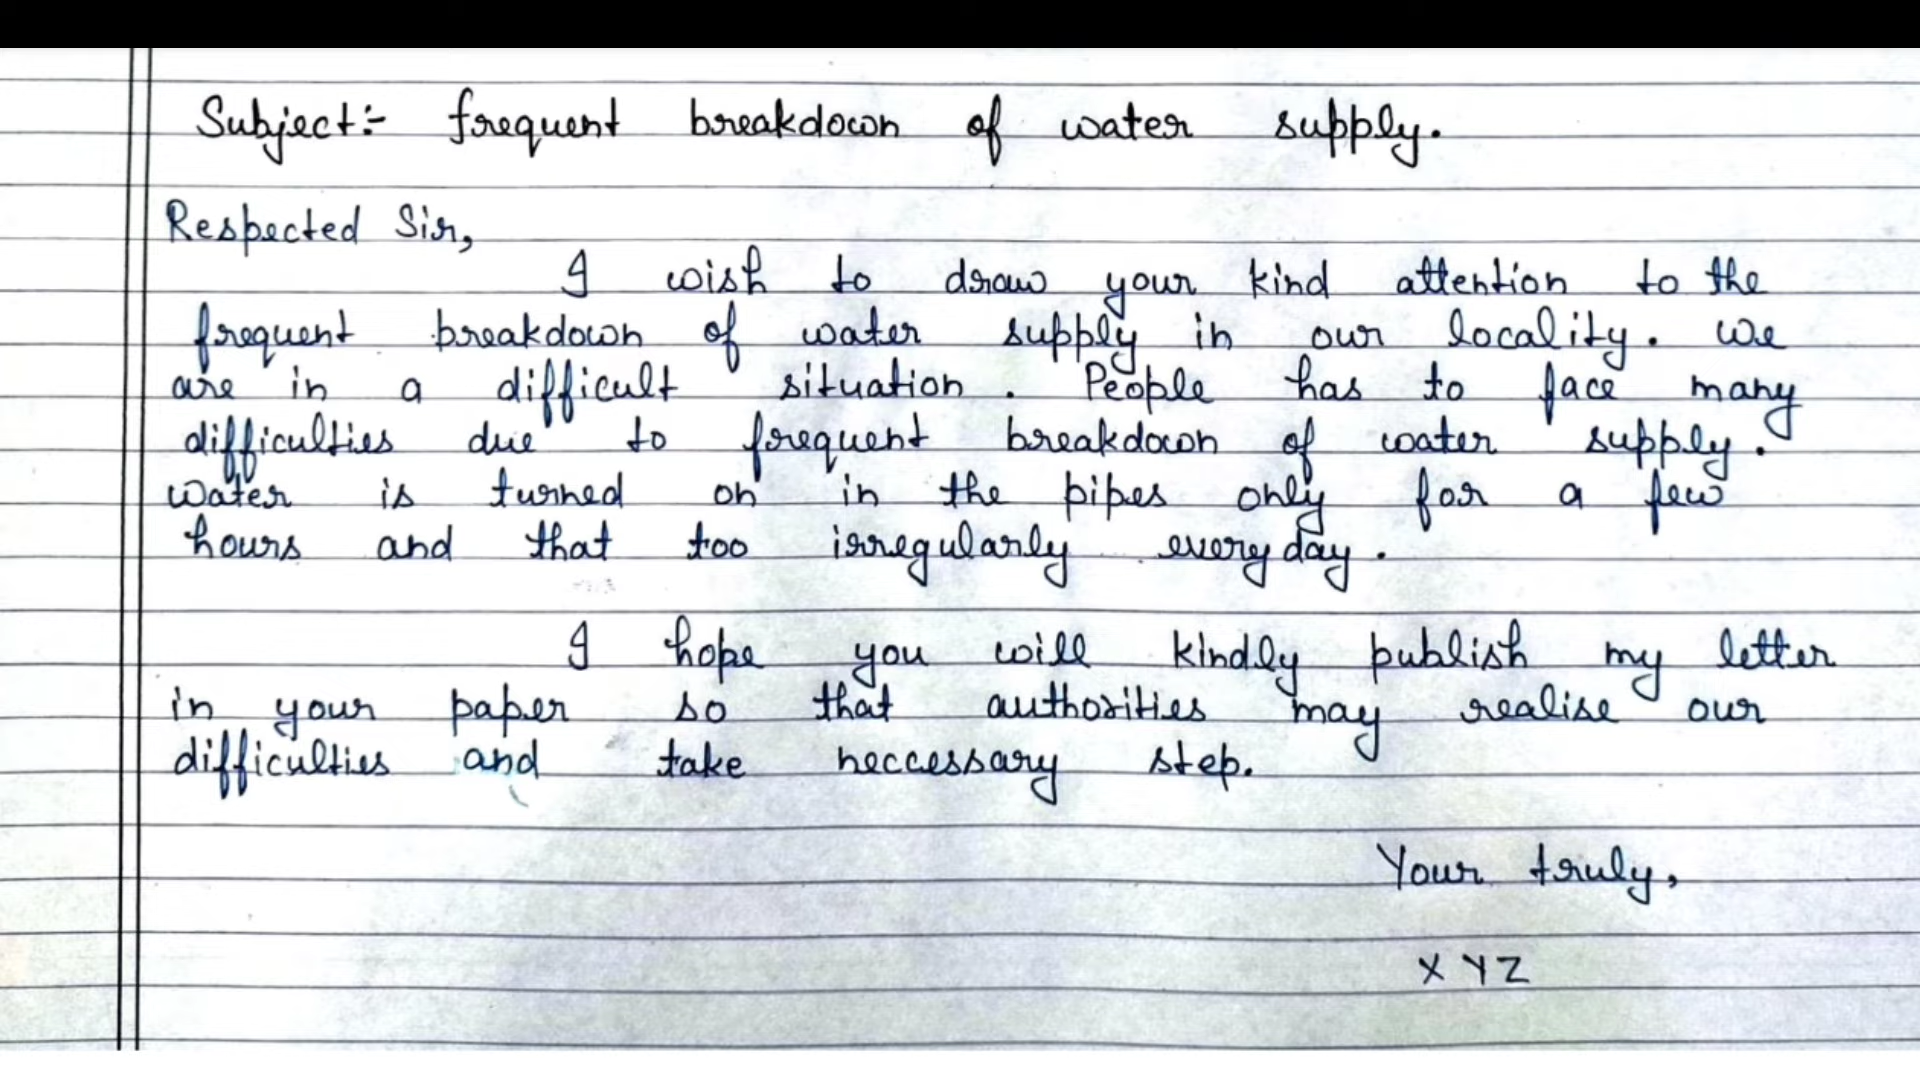 Subject:- frequent breakdown of water supply.
Respected Sir,
I wish to draw your kind attention to the
frequent breakdown of water supply in our locality. We
are in a difficult situation. People has to face many
difficulties due to frequent breakdown of water supply.
Water is turned on in the pipes only for a few
hours and that too irregularly everyday.
I hope you will kindly publish my letter
in your paper so that authorities may realise our
difficulties and take neccessary step.
Your truly,
XYZ